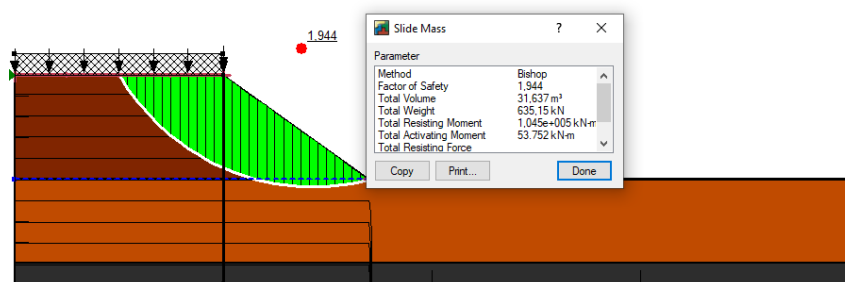 1.944
Slide Mass
Parameter
Method Bishop
Factor of Safety 1,944
Total Volume 31,637 m³
Total Weight 635,15 kN
Total Resisting Moment 1,045e+005 kN·m
Total Activating Moment 53.752 kN·m
Total Resisting Force
Copy Print... Done